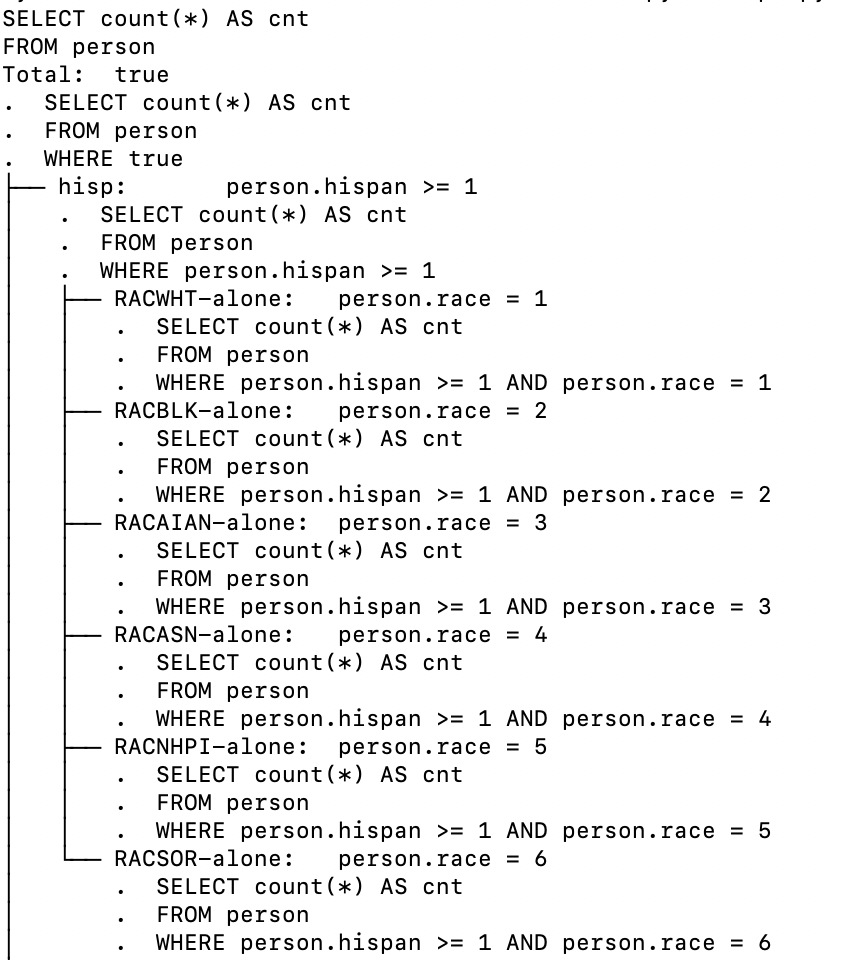 SELECT count(*) AS cnt
FROM person
Total:  true
.  SELECT count(*) AS cnt
.  FROM person
.  WHERE true
├── hisp:       person.hispan >= 1
│   .  SELECT count(*) AS cnt
│   .  FROM person
│   .  WHERE person.hispan >= 1
│   ├── RACWHT-alone:   person.race = 1
│   │   .  SELECT count(*) AS cnt
│   │   .  FROM person
│   │   .  WHERE person.hispan >= 1 AND person.race = 1
│   ├── RACBLK-alone:   person.race = 2
│   │   .  SELECT count(*) AS cnt
│   │   .  FROM person
│   │   .  WHERE person.hispan >= 1 AND person.race = 2
│   ├── RACAIAN-alone:  person.race = 3
│   │   .  SELECT count(*) AS cnt
│   │   .  FROM person
│   │   .  WHERE person.hispan >= 1 AND person.race = 3
│   ├── RACASN-alone:   person.race = 4
│   │   .  SELECT count(*) AS cnt
│   │   .  FROM person
│   │   .  WHERE person.hispan >= 1 AND person.race = 4
│   ├── RACNHPI-alone:  person.race = 5
│   │   .  SELECT count(*) AS cnt
│   │   .  FROM person
│   │   .  WHERE person.hispan >= 1 AND person.race = 5
│   └── RACSOR-alone:   person.race = 6
│       .  SELECT count(*) AS cnt
│       .  FROM person
│       .  WHERE person.hispan >= 1 AND person.race = 6